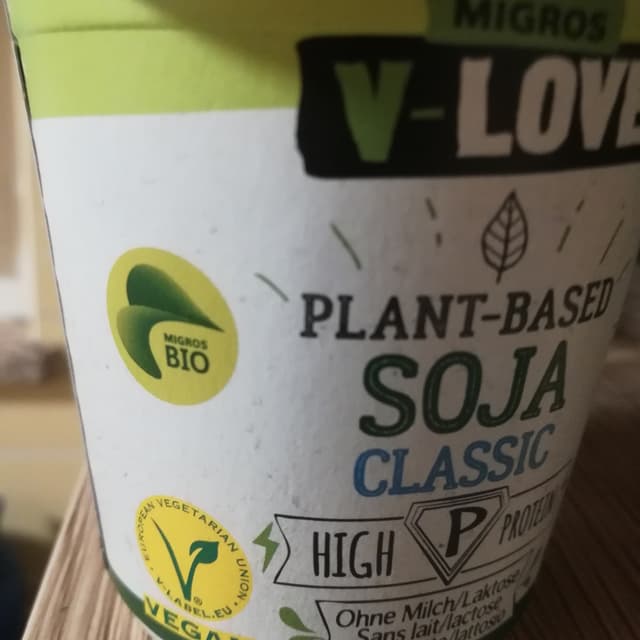 MIGROS
V-LOVE
PLANT-BASED
SOJA
CLASSIC
MIGROS
BIO
HIGH P PROTEIN
EUROPEAN VEGETARIAN UNION
V-LABEL.EU
VEGAN
Ohne Milch/Laktose
Sans lait/lactose